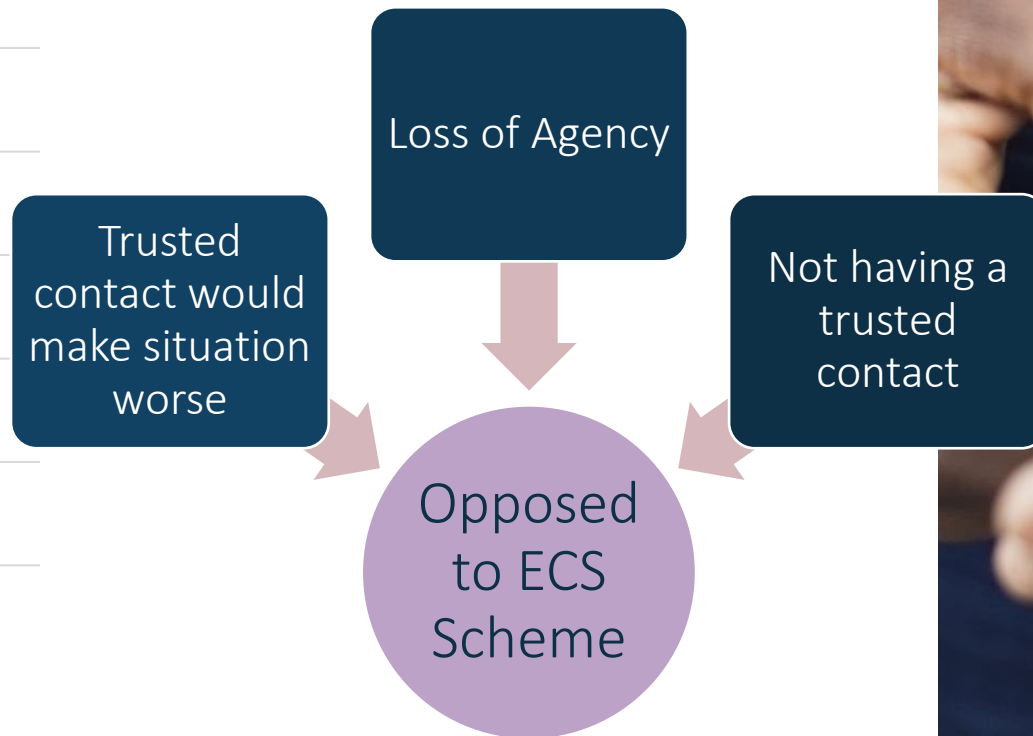 Loss of Agency
Trusted
contact would
make situation
worse
Not having a
trusted
contact
Opposed
to ECS
Scheme